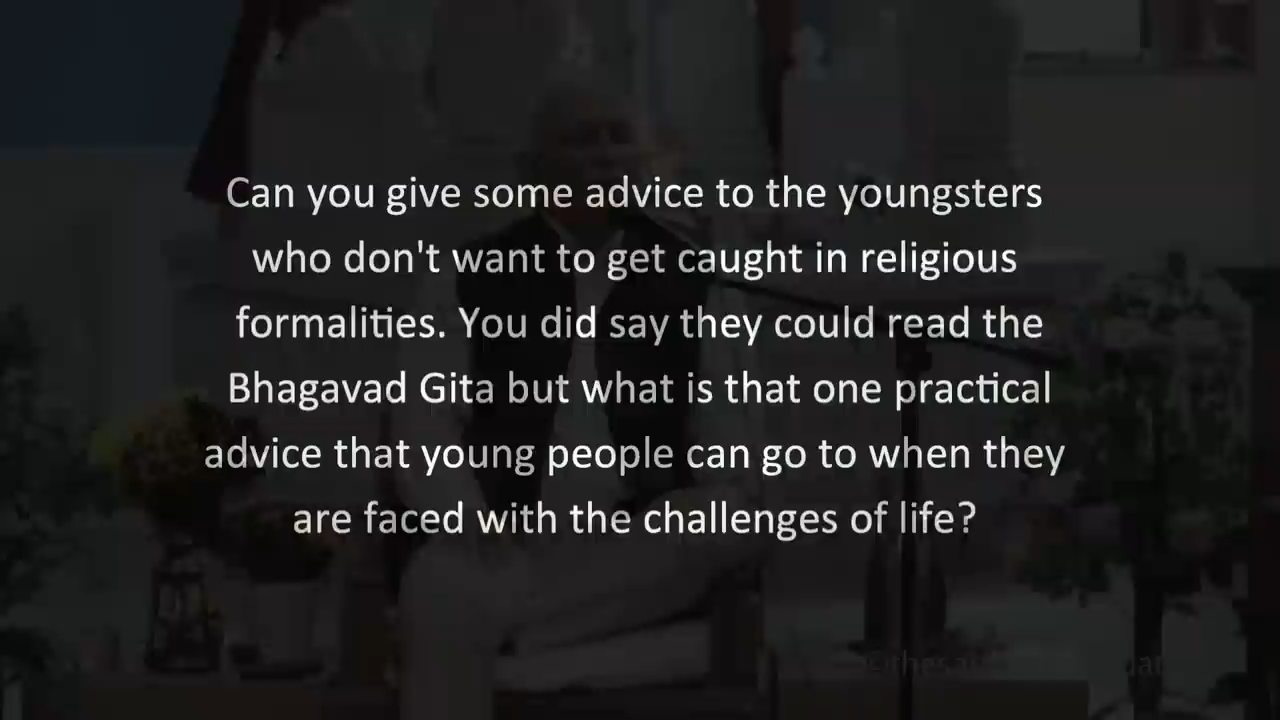 Can you give some advice to the youngsters
who don't want to get caught in religious
formalities. You did say they could read the
Bhagavad Gita but what is that one practical
advice that young people can go to when they
are faced with the challenges of life?